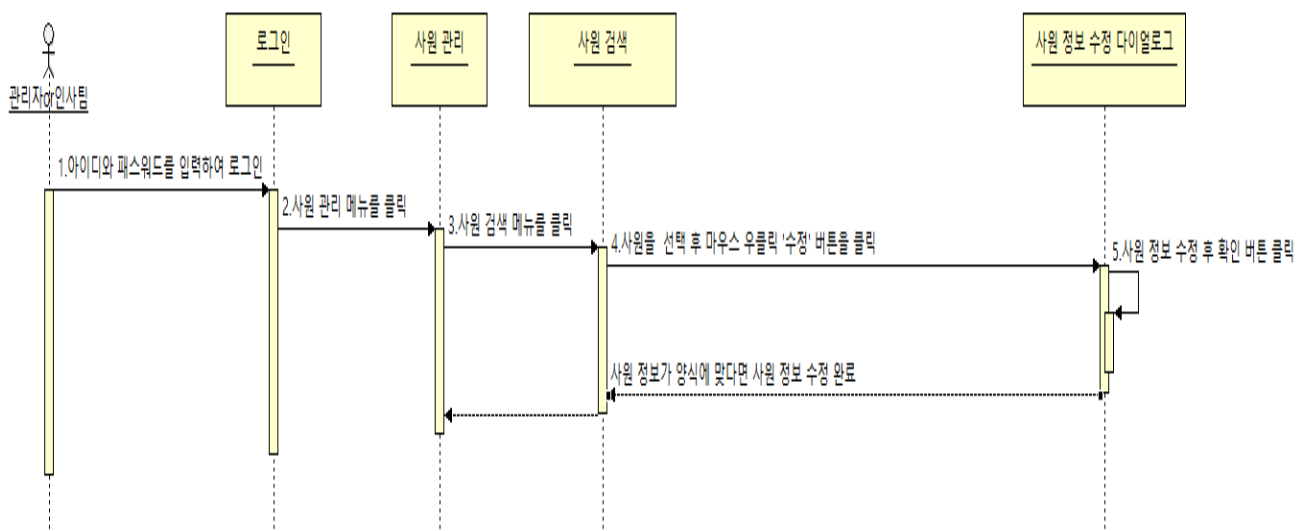 로그인
사원 관리
사원 검색
사원 정보 수정 다이얼로그
관리자or인사팀
1.아이디와 패스워드를 입력하여 로그인
2.사원 관리 메뉴를 클릭
3.사원 검색 메뉴를 클릭
4.사원을 선택 후 마우스 우클릭 '수정' 버튼을 클릭
5.사원 정보 수정 후 확인 버튼 클릭
사원 정보가 양식에 맞다면 사원 정보 수정 완료